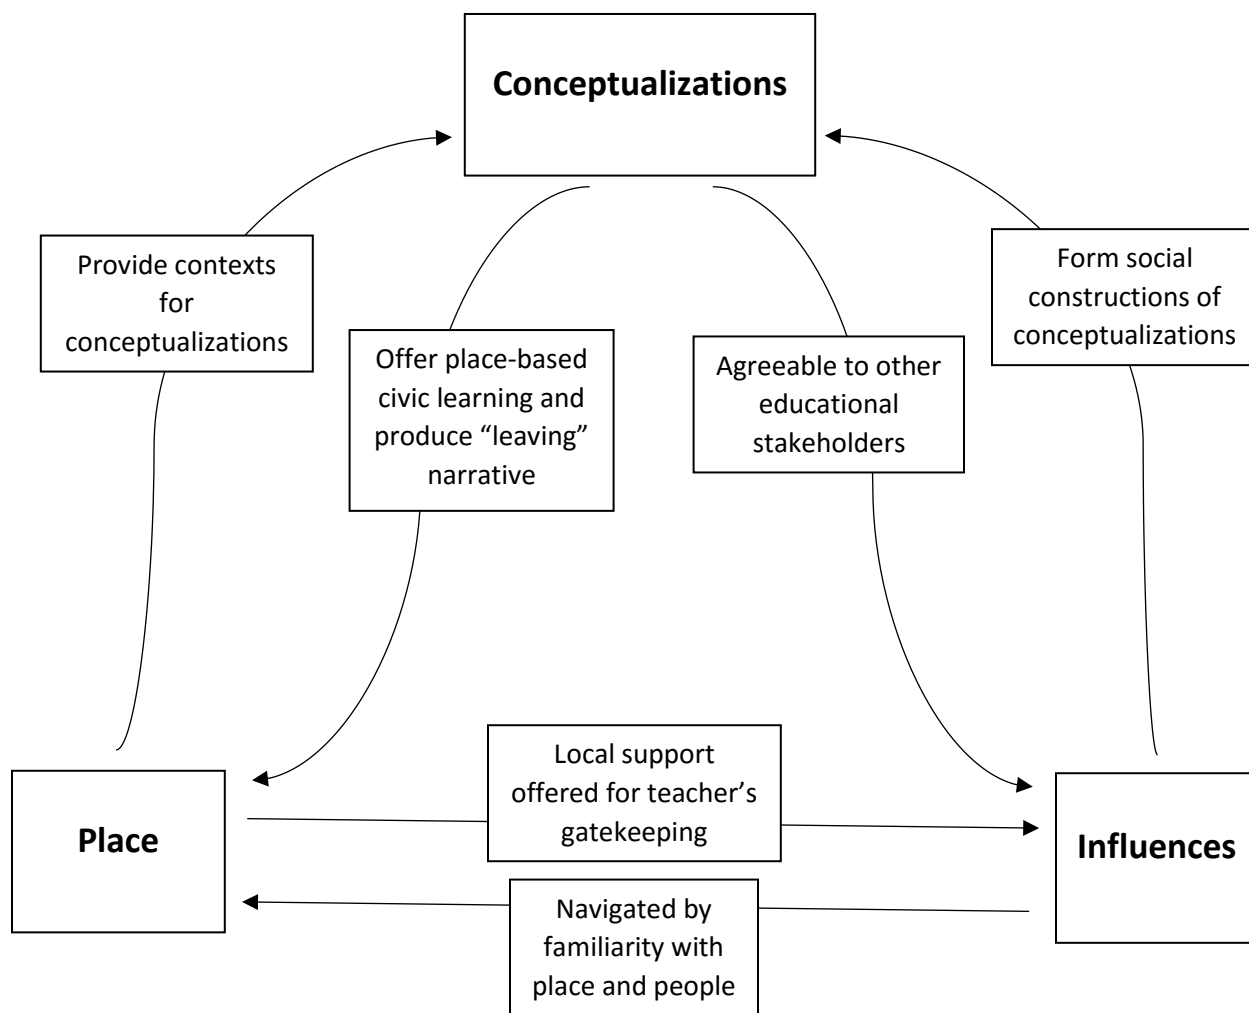 Conceptualizations
Provide contexts
for
conceptualizations
Form social
constructions of
conceptualizations
Offer place-based
civic learning and
produce “leaving”
narrative
Agreeable to other
educational
stakeholders
Local support
offered for teacher’s
gatekeeping
Place
Influences
Navigated by
familiarity with
place and people